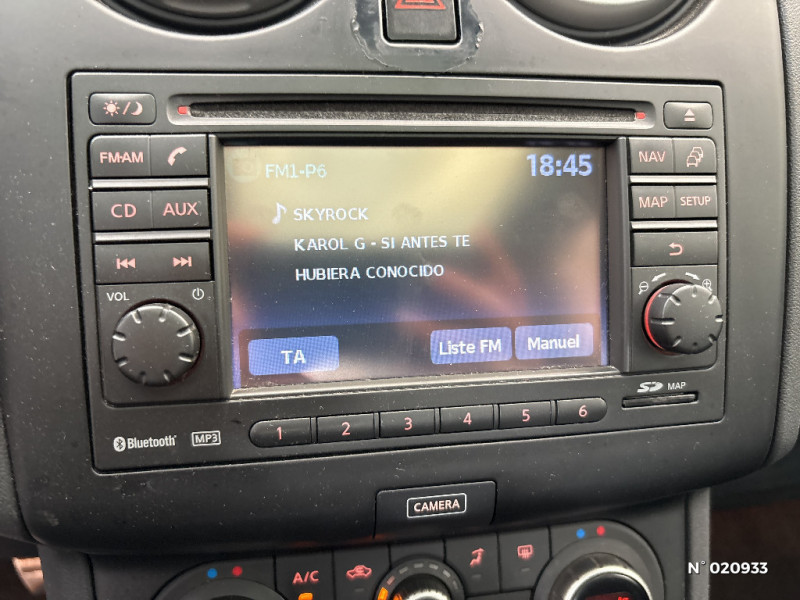 FM·AM
CD AUX
VOL
FM1-P6 18:45
SKYROCK
KAROL G - SI ANTES TE
HUBIERA CONOCIDO
TA Liste FM Manuel
NAV
MAP SETUP
SD MAP
Bluetooth MP3
1 2 3 4 5 6
CAMERA
A/C
N° 020933